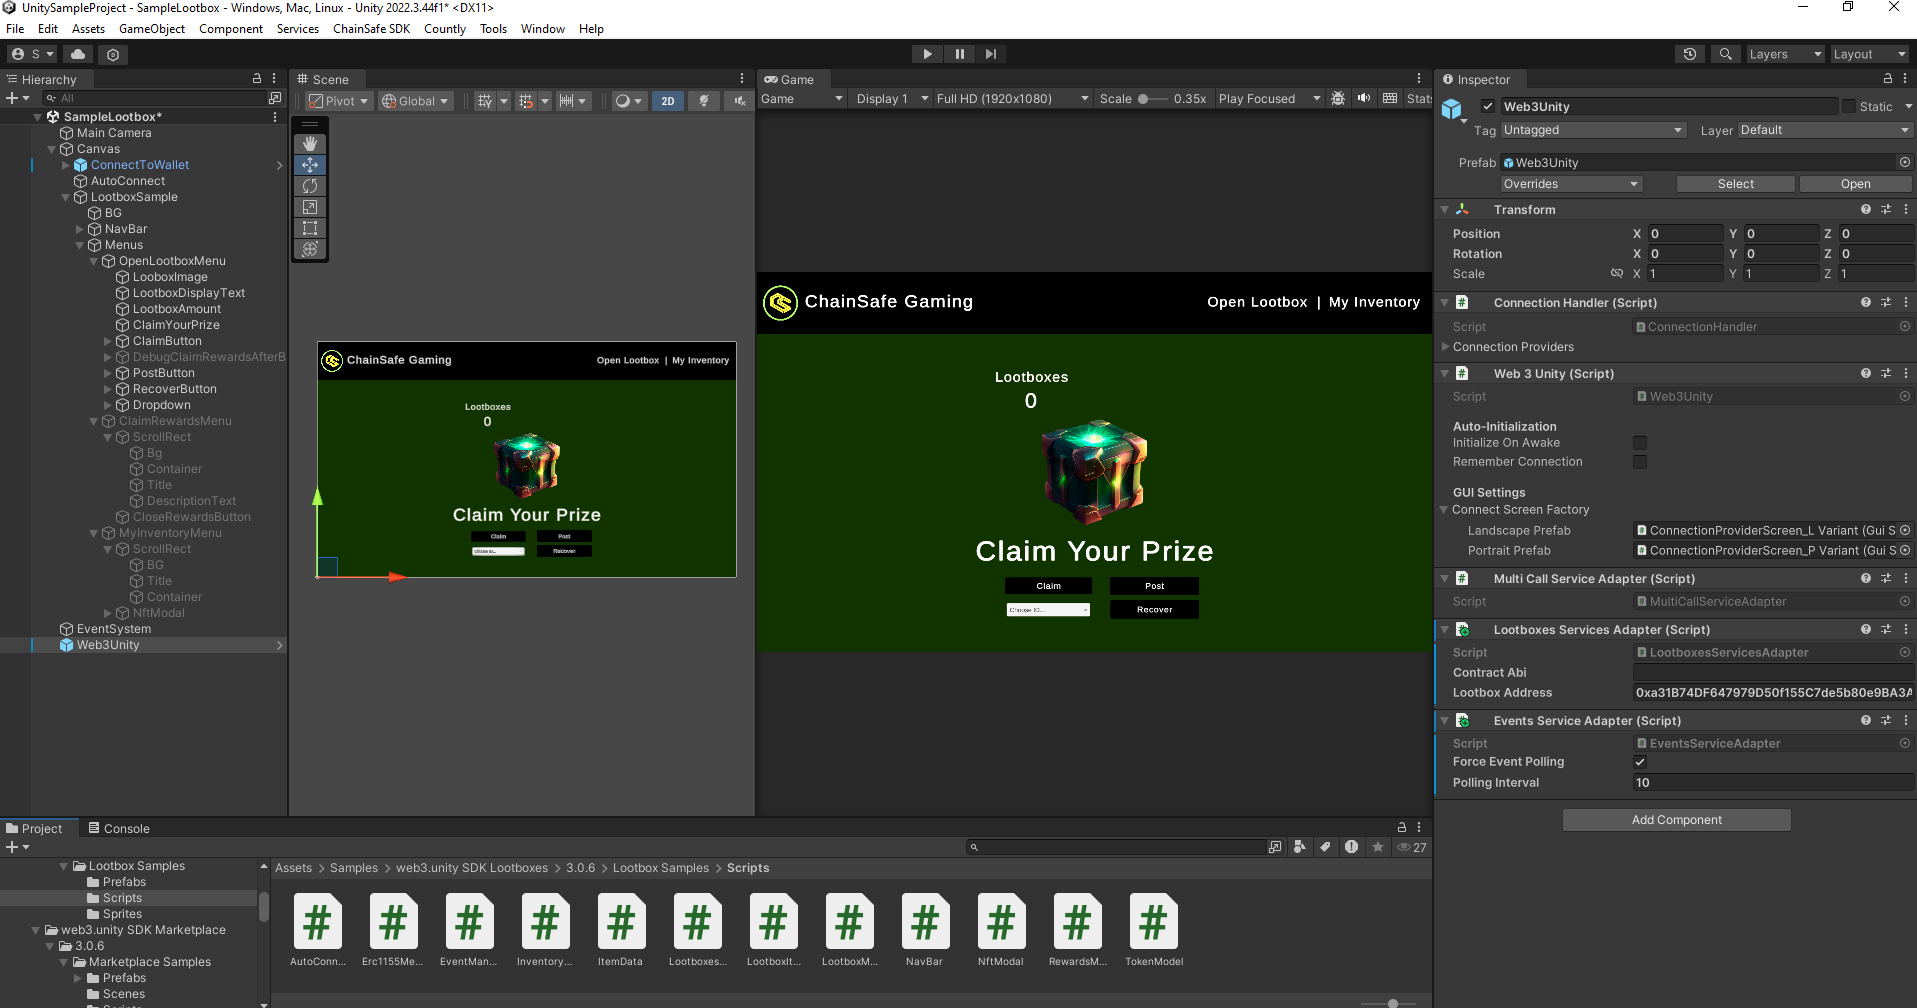 UnitySampleProject - SampleLootbox - Windows, Mac, Linux - Unity 2022.3.44f1* <DX11>
File Edit Assets GameObject Component Services ChainSafe SDK Countly Tools Window Help
S Layers Layout
Hierarchy
All
SampleLootbox*
Main Camera
Canvas
ConnectToWallet
AutoConnect
LootboxSample
BG
NavBar
Menus
OpenLootboxMenu
LooboxImage
LootboxDisplayText
LootboxAmount
ClaimYourPrize
ClaimButton
DebugClaimRewardsAfterB
PostButton
RecoverButton
Dropdown
ClaimRewardsMenu
ScrollRect
Bg
Container
Title
DescriptionText
CloseRewardsButton
MyInventoryMenu
ScrollRect
BG
Title
Container
NftModal
EventSystem
Web3Unity
Scene
Pivot Global 2D
ChainSafe Gaming Open Lootbox | My Inventory
Lootboxes
0
Claim Your Prize
Claim Post
Choose ID... Recover
Game
Game Display 1 Full HD (1920x1080) Scale 0.35x Play Focused Stats
ChainSafe Gaming Open Lootbox | My Inventory
Lootboxes
0
Claim Your Prize
Claim Post
Choose ID... Recover
Inspector
Web3Unity Static
Tag Untagged Layer Default
Prefab Web3Unity
Overrides Select Open
Transform
Position X 0 Y 0 Z 0
Rotation X 0 Y 0 Z 0
Scale X 1 Y 1 Z 1
Connection Handler (Script)
Script ConnectionHandler
Connection Providers
Web 3 Unity (Script)
Script Web3Unity
Auto-Initialization
Initialize On Awake
Remember Connection
GUI Settings
Connect Screen Factory
Landscape Prefab ConnectionProviderScreen_L Variant (Gui S
Portrait Prefab ConnectionProviderScreen_P Variant (Gui S
Multi Call Service Adapter (Script)
Script MultiCallServiceAdapter
Lootboxes Services Adapter (Script)
Script LootboxesServicesAdapter
Contract Abi
Lootbox Address 0xa31B74DF647979D50f155C7de5b80e9BA3A
Events Service Adapter (Script)
Script EventsServiceAdapter
Force Event Polling
Polling Interval 10
Add Component
Project Console
27
Lootbox Samples
Prefabs
Scripts
Sprites
web3.unity SDK Marketplace
3.0.6
Marketplace Samples
Prefabs
Scenes
Scripts
Assets > Samples > web3.unity SDK Lootboxes > 3.0.6 > Lootbox Samples > Scripts
AutoConn... Erc1155Me... EventMan... Inventory... ItemData Lootboxes... LootboxIt... LootboxM... NavBar NftModal RewardsM... TokenModel